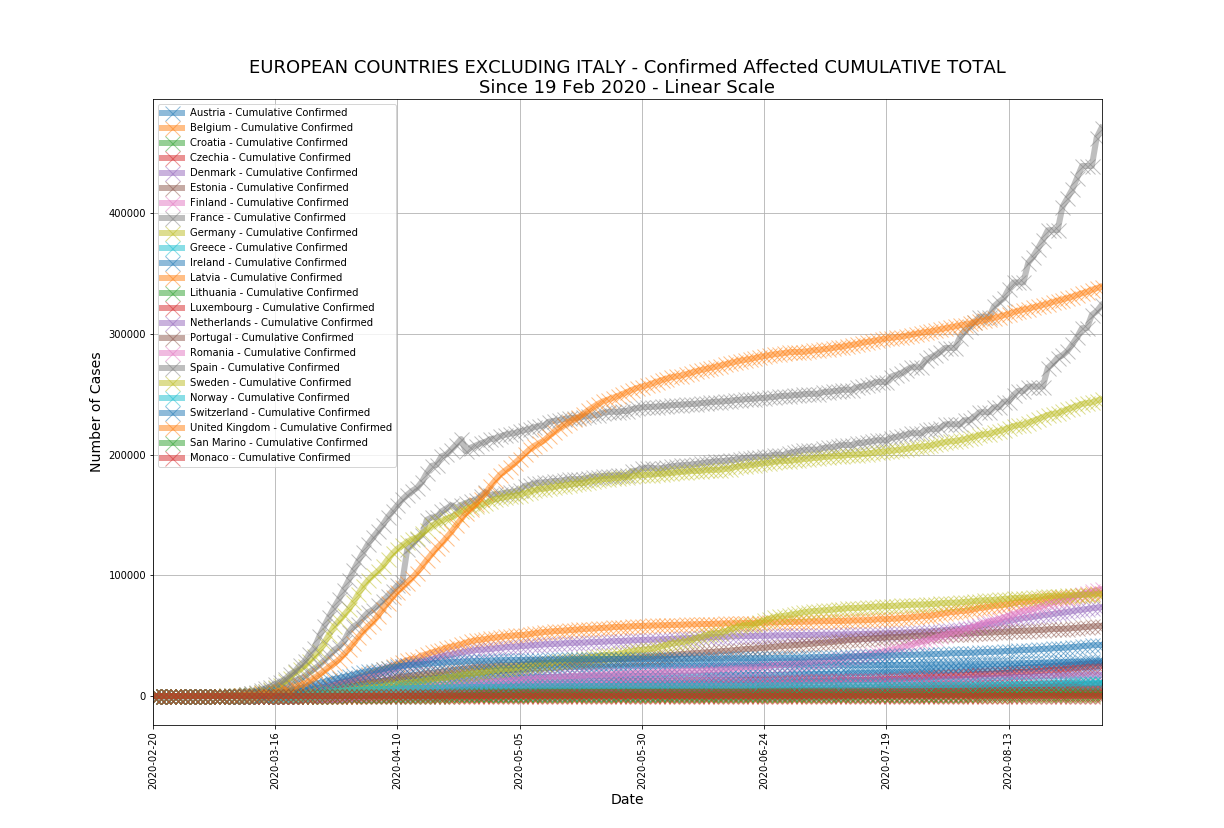 EUROPEAN COUNTRIES EXCLUDING ITALY - Confirmed Affected CUMULATIVE TOTAL
Since 19 Feb 2020 - Linear Scale
Austria - Cumulative Confirmed
Belgium - Cumulative Confirmed
Croatia - Cumulative Confirmed
Czechia - Cumulative Confirmed
Denmark - Cumulative Confirmed
Estonia - Cumulative Confirmed
Finland - Cumulative Confirmed
France - Cumulative Confirmed
Germany - Cumulative Confirmed
Greece - Cumulative Confirmed
Ireland - Cumulative Confirmed
Latvia - Cumulative Confirmed
Lithuania - Cumulative Confirmed
Luxembourg - Cumulative Confirmed
Netherlands - Cumulative Confirmed
Portugal - Cumulative Confirmed
Romania - Cumulative Confirmed
Spain - Cumulative Confirmed
Sweden - Cumulative Confirmed
Norway - Cumulative Confirmed
Switzerland - Cumulative Confirmed
United Kingdom - Cumulative Confirmed
San Marino - Cumulative Confirmed
Monaco - Cumulative Confirmed
Number of Cases
400000
300000
200000
100000
0
2020-02-20
2020-03-16
2020-04-10
2020-05-05
2020-05-30
2020-06-24
2020-07-19
2020-08-13
Date